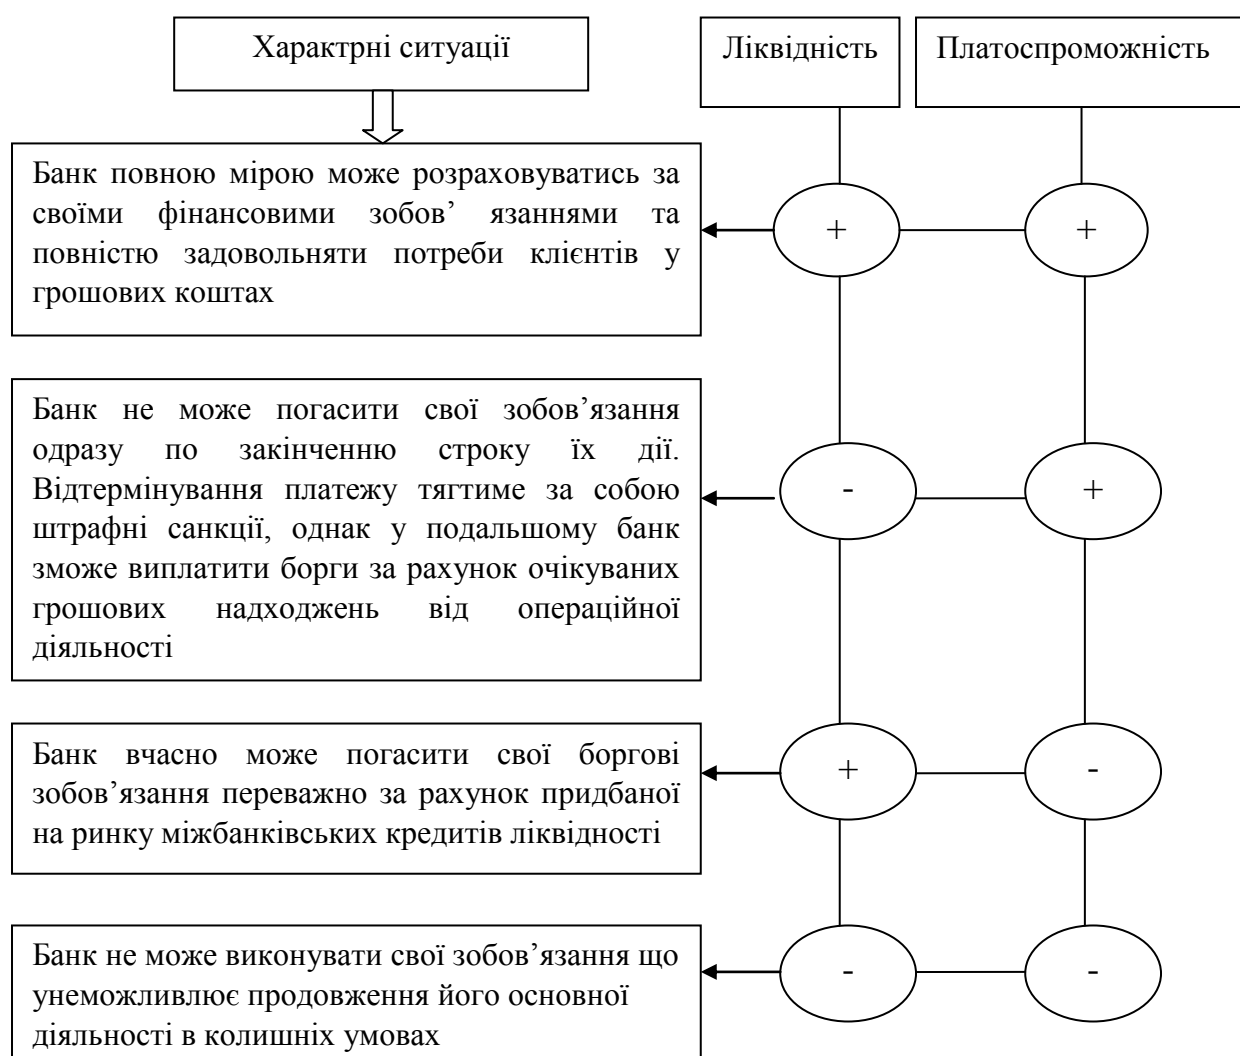 Характрні ситуації
Ліквідність
Платоспроможність
Банк повною мірою може розраховуватись за
своїми фінансовими зобов’ язаннями та
повністю задовольняти потреби клієнтів у
грошових коштах
+
+
Банк не може погасити свої зобов’язання
одразу по закінченню строку їх дії.
Відтермінування платежу тягтиме за собою
штрафні санкції, однак у подальшому банк
зможе виплатити борги за рахунок очікуваних
грошових надходжень від операційної
діяльності
-
+
Банк вчасно може погасити свої боргові
зобов’язання переважно за рахунок придбаної
на ринку міжбанківських кредитів ліквідності
+
-
Банк не може виконувати свої зобов’язання що
унеможливлює продовження його основної
діяльності в колишніх умовах
-
-